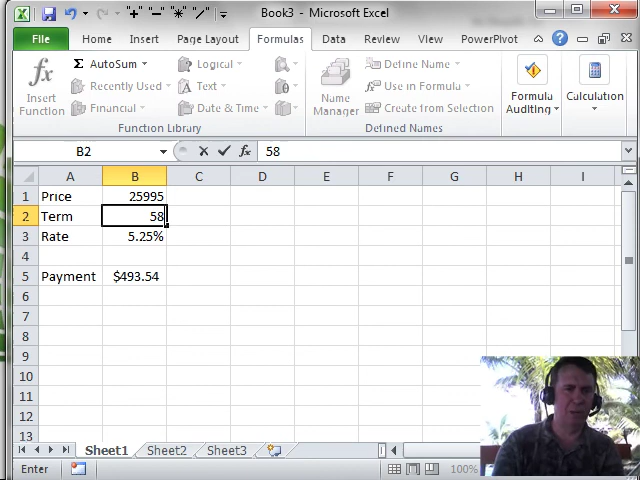 Book3 - Microsoft Excel
File Home Insert Page Layout Formulas Data Review View PowerPivot
Σ AutoSum Logical
Recently Used Text
Financial Date & Time
Insert Function
Name Manager
Define Name
Use in Formula
Create from Selection
Formula Auditing
Calculation
Function Library Defined Names
B2 fx 58
A B C D E F G H I
1 Price 25995
2 Term 58
3 Rate 5.25%
4
5 Payment $493.54
6
7
8
9
10
11
12
13
Sheet1 Sheet2 Sheet3
Enter 100%